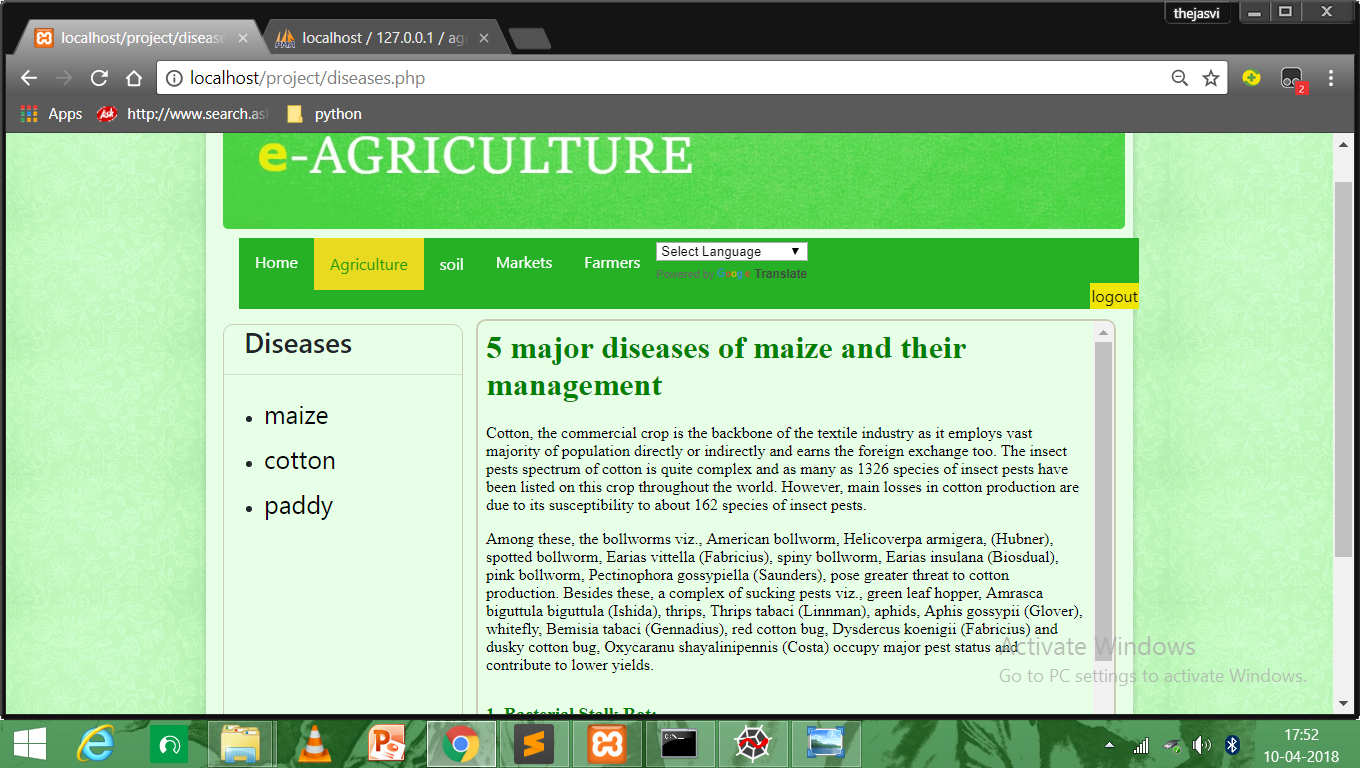 thejasvi
localhost/project/disease
localhost / 127.0.0.1 / ag
localhost/project/diseases.php
2
Apps
Ask
http://www.search.as
python
e-AGRICULTURE
Home
Agriculture
soil
Markets
Farmers
Select Language
Powered by Google Translate
logout
Diseases
maize
cotton
paddy
5 major diseases of maize and their
management
Cotton, the commercial crop is the backbone of the textile industry as it employs vast
majority of population directly or indirectly and earns the foreign exchange too. The insect
pests spectrum of cotton is quite complex and as many as 1326 species of insect pests have
been listed on this crop throughout the world. However, main losses in cotton production are
due to its susceptibility to about 162 species of insect pests.
Among these, the bollworms viz., American bollworm, Helicoverpa armigera, (Hubner),
spotted bollworm, Earias vittella (Fabricius), spiny bollworm, Earias insulana (Biosdual),
pink bollworm, Pectinophora gossypiella (Saunders), pose greater threat to cotton
production. Besides these, a complex of sucking pests viz., green leaf hopper, Amrasca
biguttula biguttula (Ishida), thrips, Thrips tabaci (Linnman), aphids, Aphis gossypii (Glover),
whitefly, Bemisia tabaci (Gennadius), red cotton bug, Dysdercus koenigii (Fabricius) and
dusky cotton bug, Oxycaranu shayalinipennis (Costa) occupy major pest status and
contribute to lower yields.
1. Bacterial Stalk Rot:
Activate Windows
Go to PC settings to activate Windows.
17:52
10-04-2018